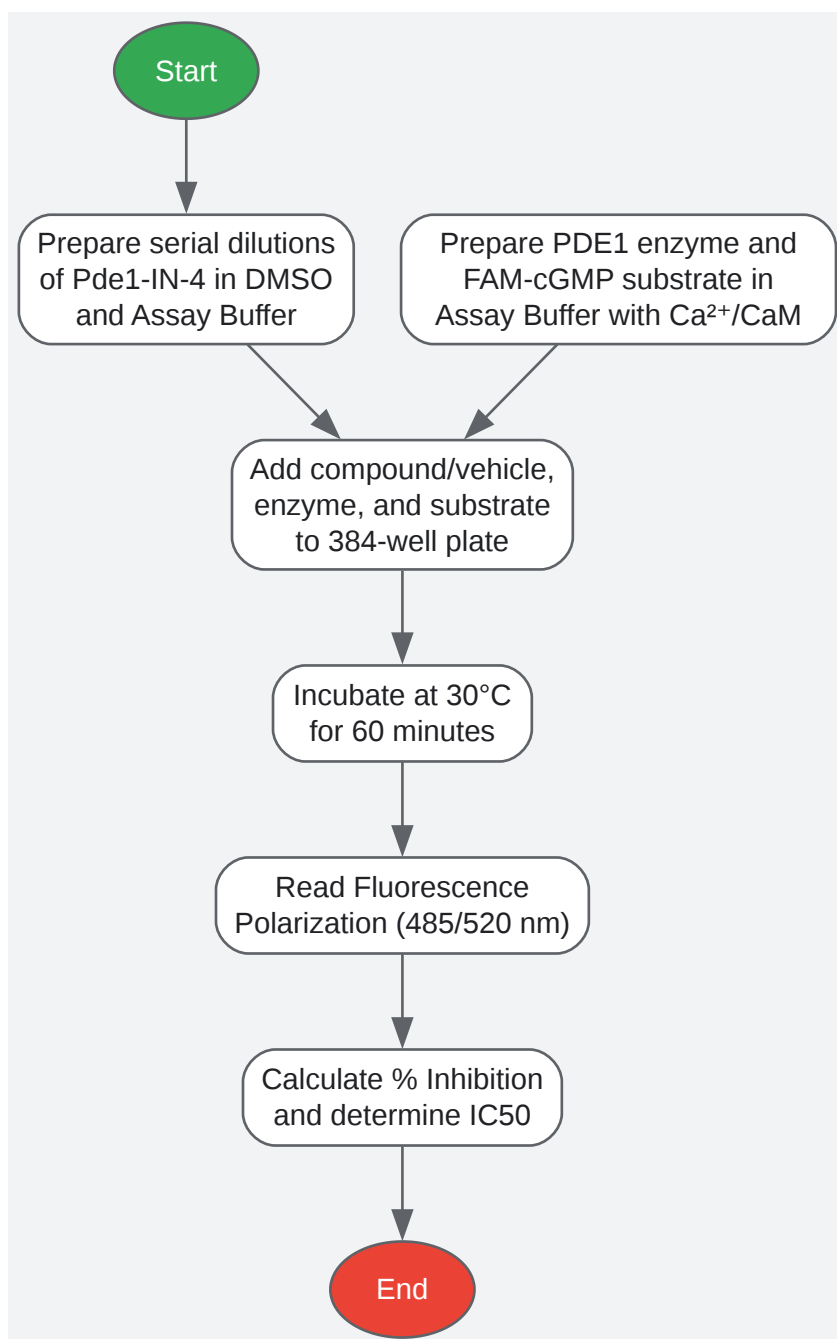 Start
Prepare serial dilutions
of Pde1-IN-4 in DMSO
and Assay Buffer
Prepare PDE1 enzyme and
FAM-cGMP substrate in
Assay Buffer with Ca²⁺/CaM
Add compound/vehicle,
enzyme, and substrate
to 384-well plate
Incubate at 30°C
for 60 minutes
Read Fluorescence
Polarization (485/520 nm)
Calculate % Inhibition
and determine IC50
End